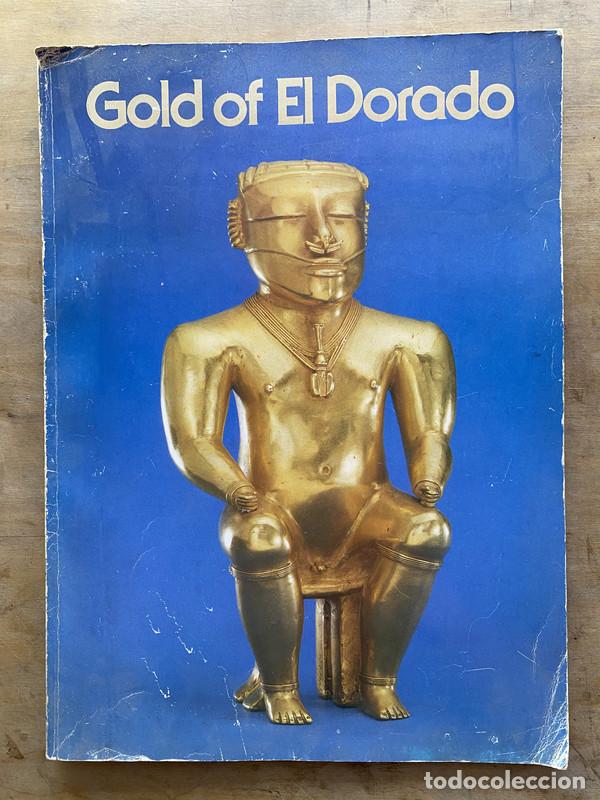 Gold of El Dorado
todocoleccion